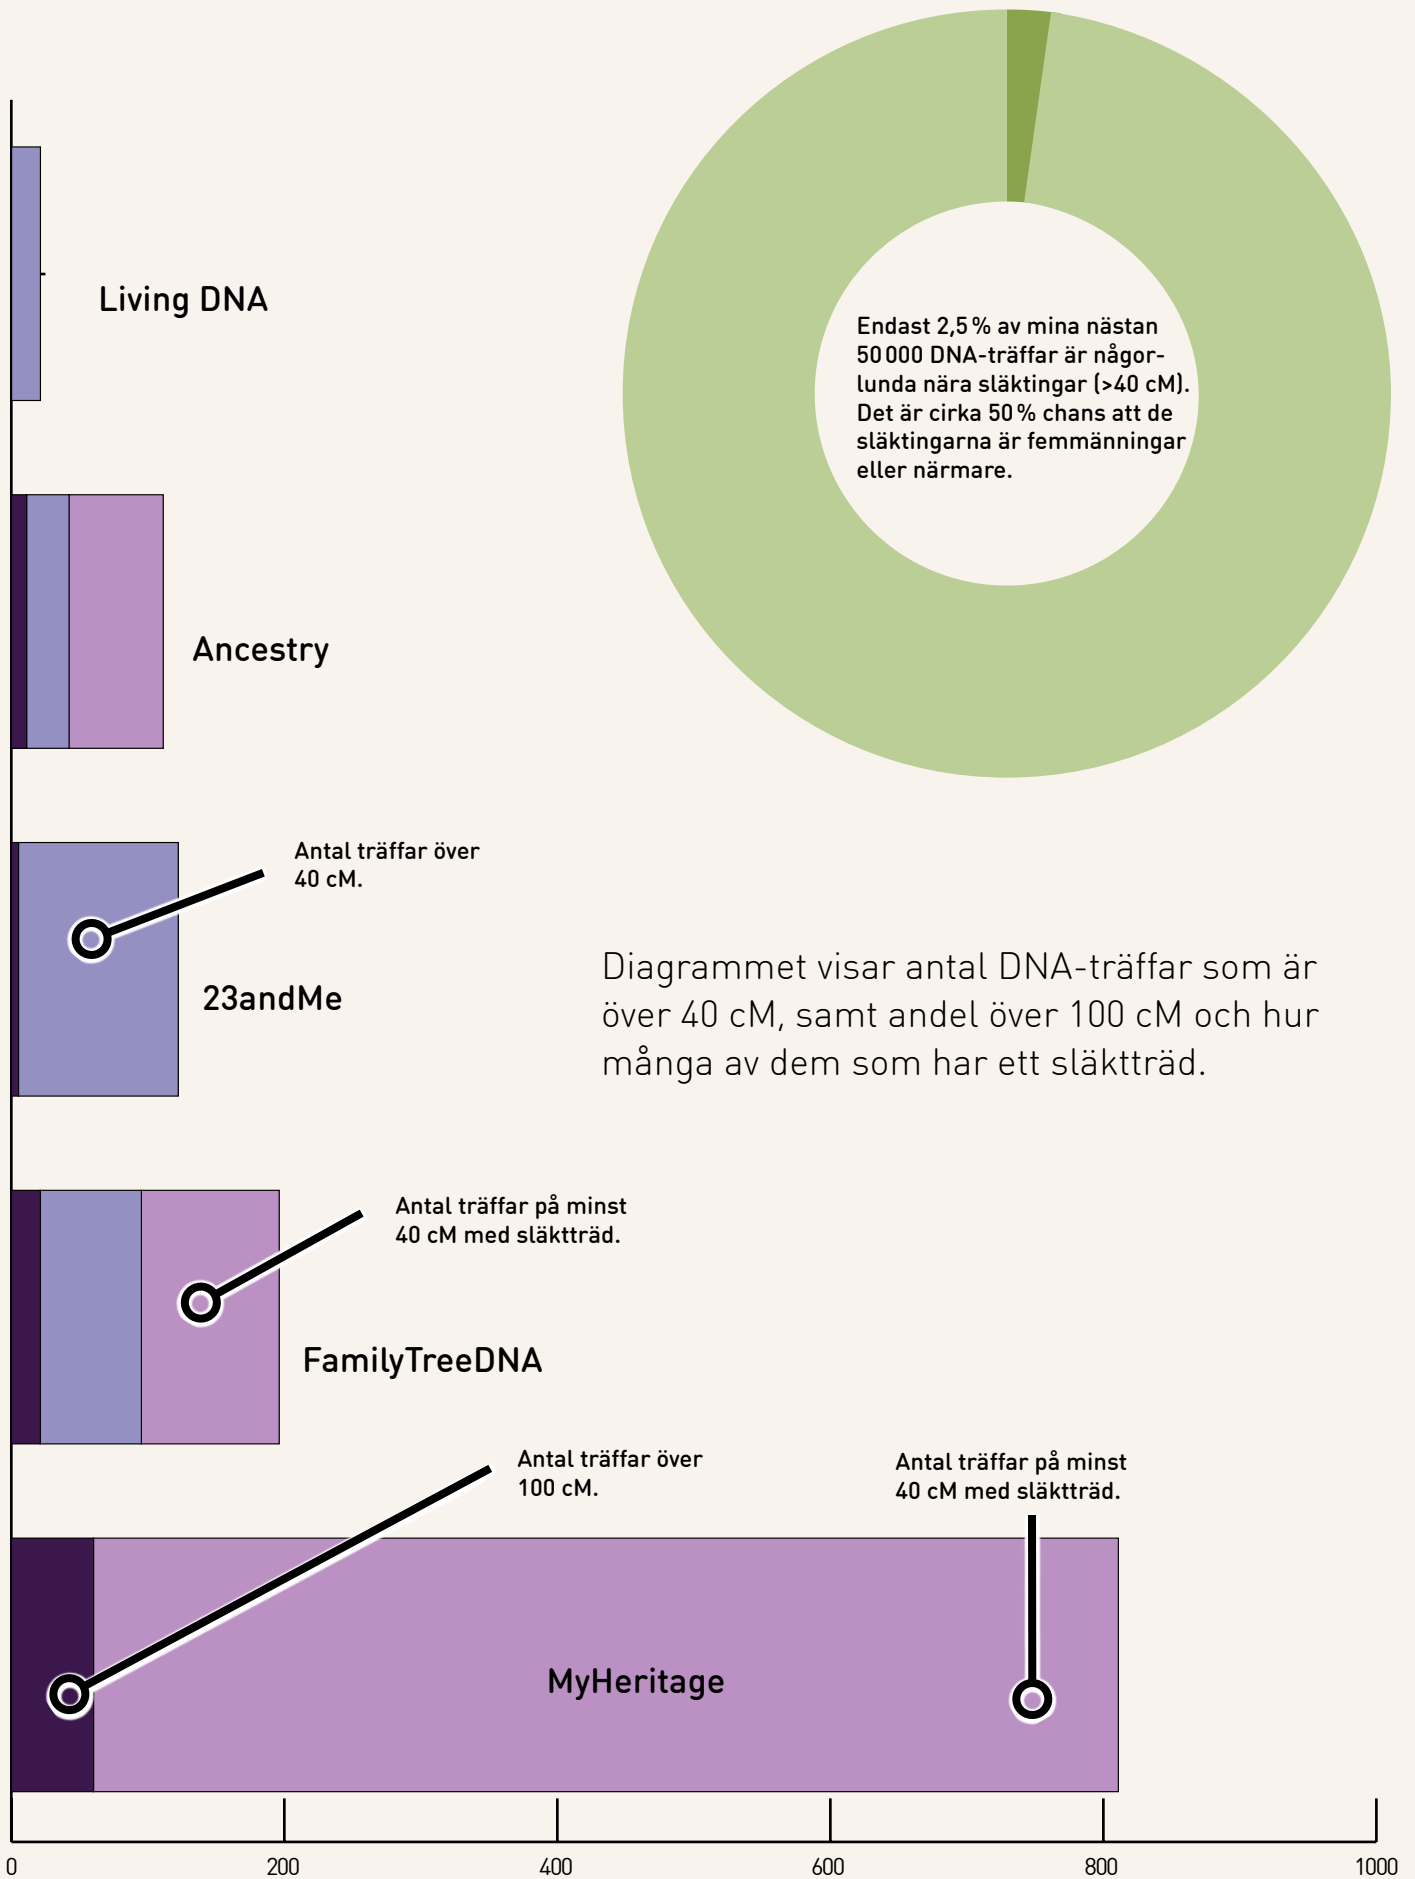 Endast 2,5 % av mina nästan
50 000 DNA-träffar är någor-
lunda nära släktingar (>40 cM).
Det är cirka 50 % chans att de
släktingarna är femmänningar
eller närmare.
Living DNA
Ancestry
Antal träffar över
40 cM.
23andMe
Diagrammet visar antal DNA-träffar som är
över 40 cM, samt andel över 100 cM och hur
många av dem som har ett släktträd.
Antal träffar på minst
40 cM med släktträd.
FamilyTreeDNA
Antal träffar över
100 cM.
Antal träffar på minst
40 cM med släktträd.
MyHeritage
0 200 400 600 800 1000